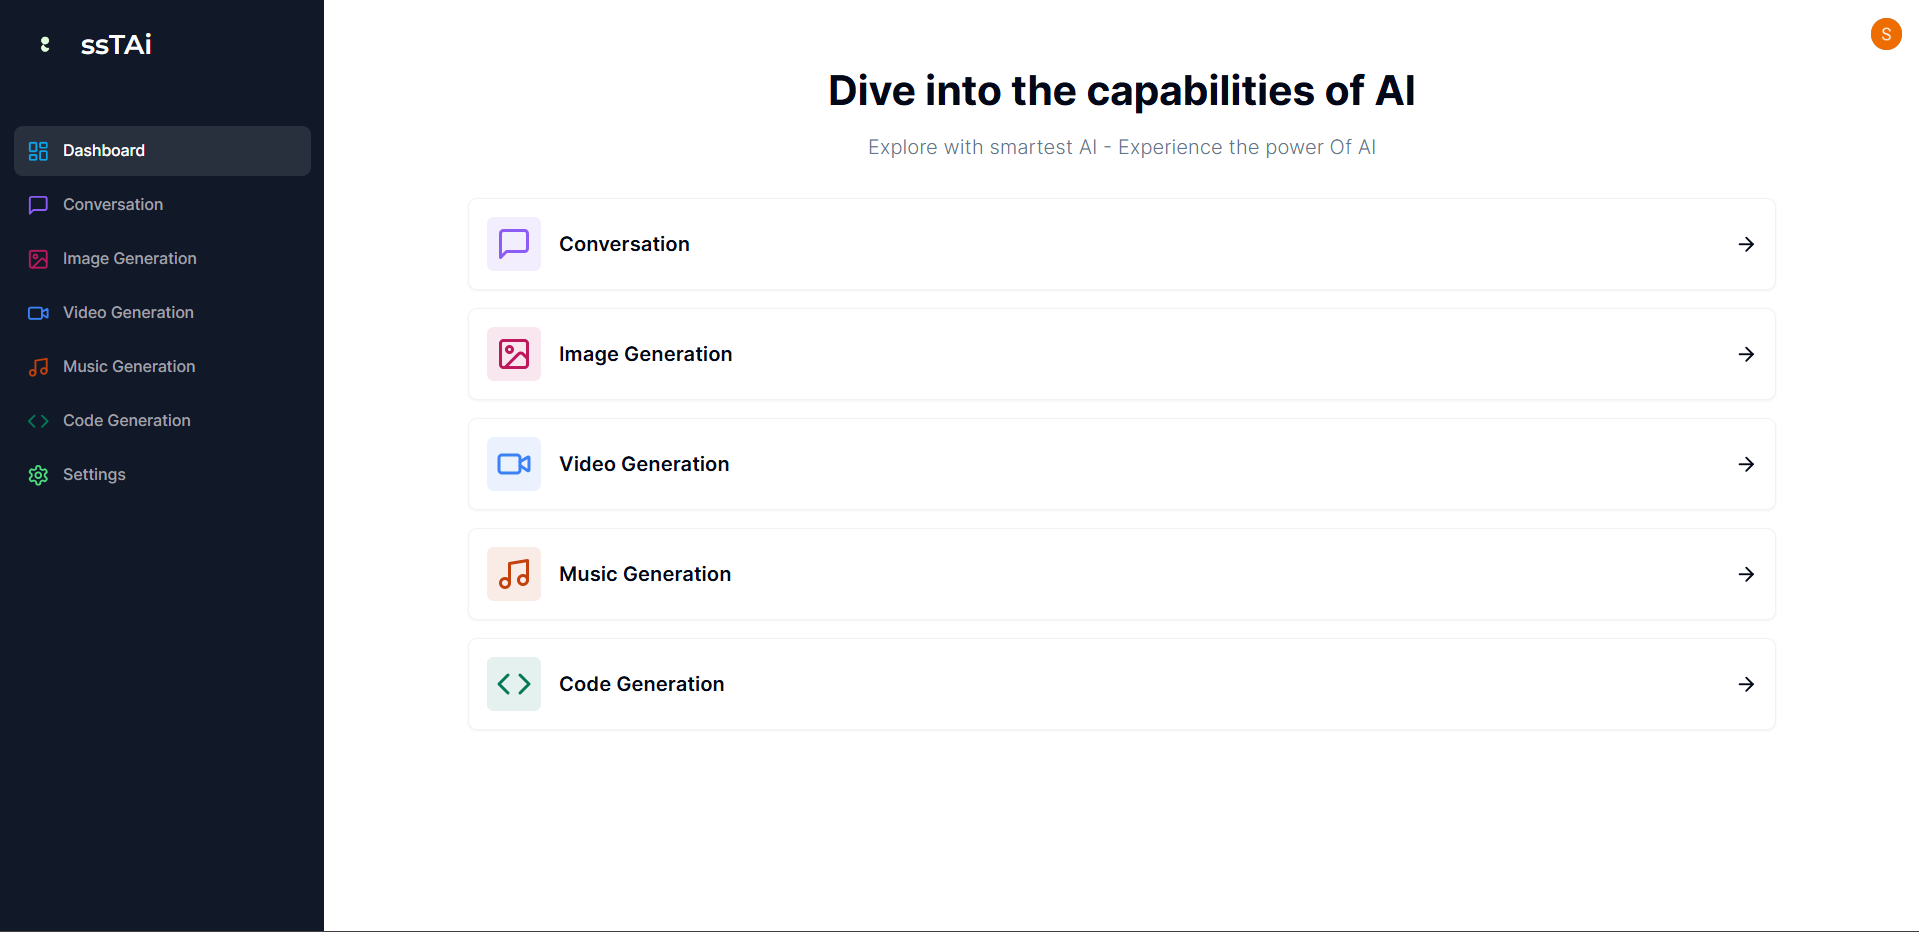 ssTAi
Dashboard
Conversation
Image Generation
Video Generation
Music Generation
Code Generation
Settings
S
Dive into the capabilities of AI
Explore with smartest AI - Experience the power Of AI
Conversation
Image Generation
Video Generation
Music Generation
Code Generation